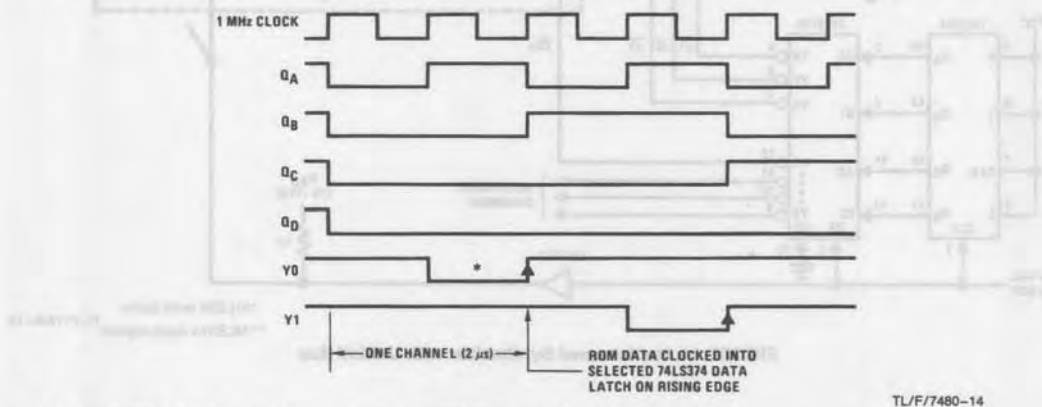 1 MHz CLOCK
QA
QB
QC
QD
Y0
*
Y1
ONE CHANNEL (2 μs)
ROM DATA CLOCKED INTO
SELECTED 74LS374 DATA
LATCH ON RISING EDGE
TL/F/7480–14